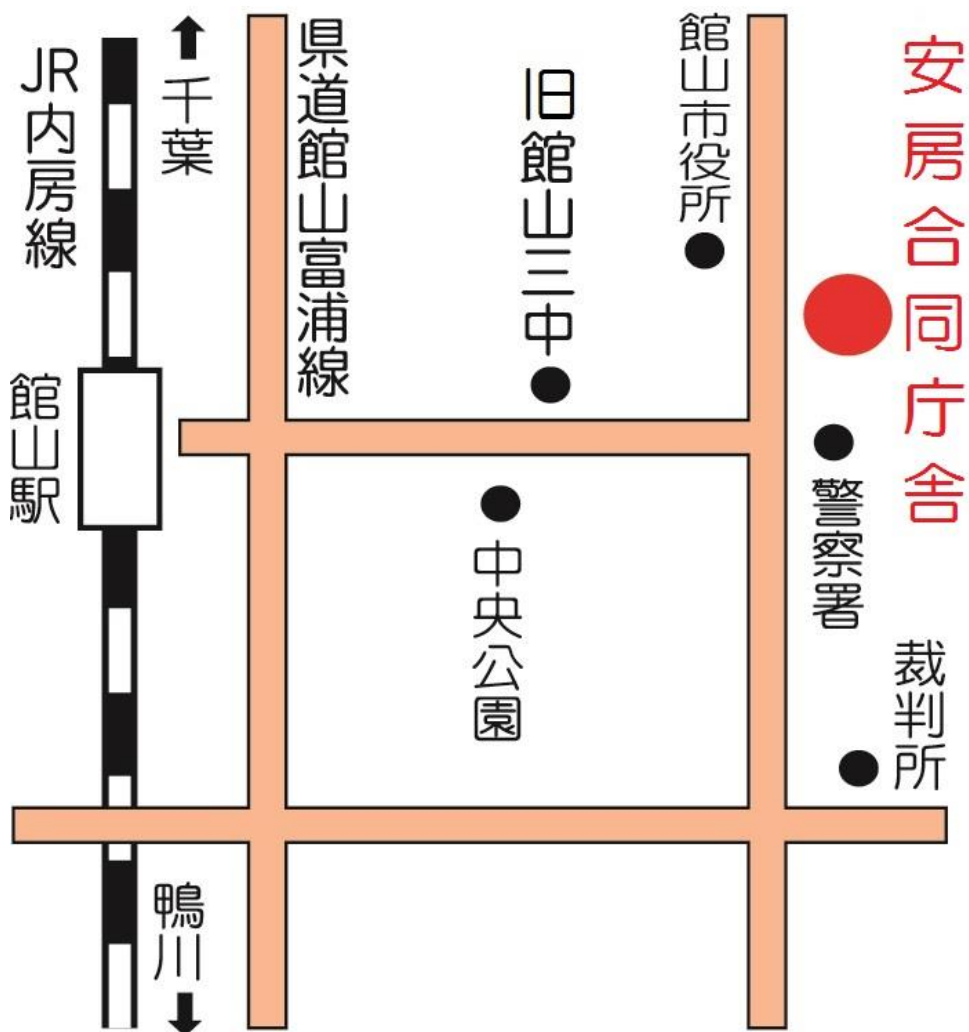 JR内房線
千葉
県道館山富浦線
旧館山三中
館山市役所
安房合同庁舎
館山駅
警察署
中央公園
裁判所
鴨川